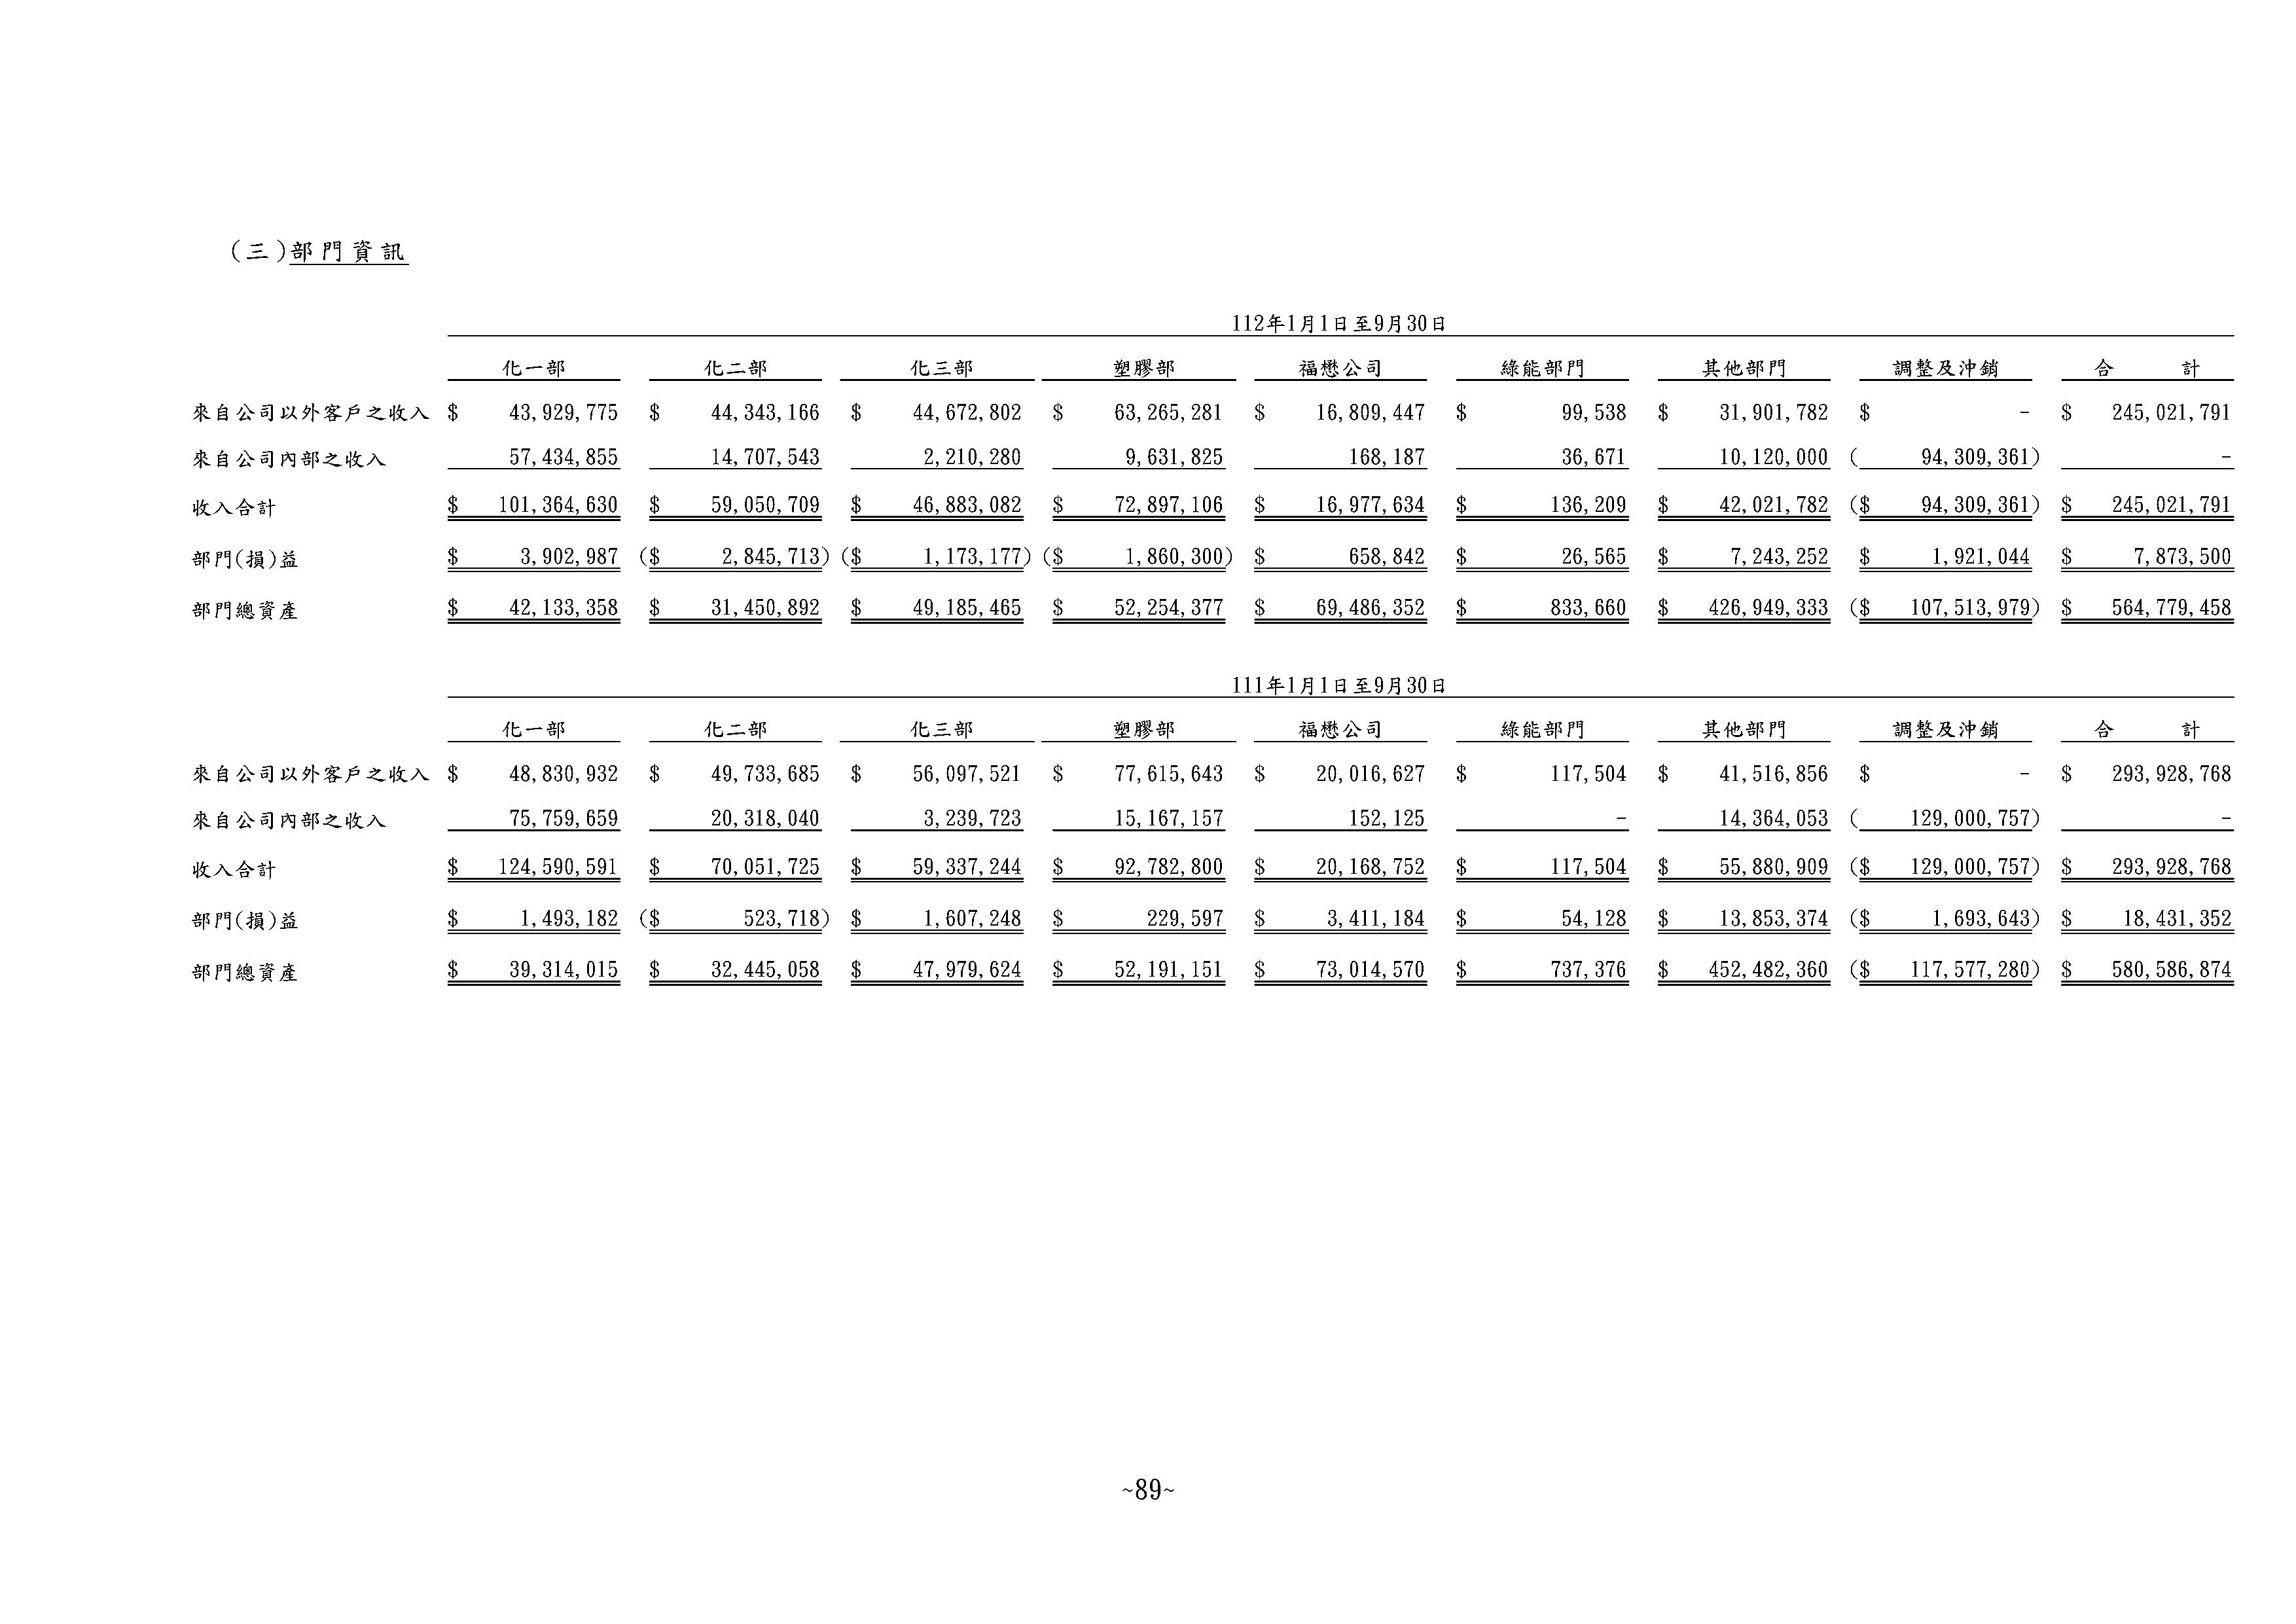 (三)部門資訊
112年1月1日至9月30日
化一部 化二部 化三部 塑膠部 福懋公司 綠能部門 其他部門 調整及沖銷 合 計
來自公司以外客戶之收入 $ 43,929,775 $ 44,343,166 $ 44,672,802 $ 63,265,281 $ 16,809,447 $ 99,538 $ 31,901,782 $ - $ 245,021,791
來自公司內部之收入 57,434,855 14,707,543 2,210,280 9,631,825 168,187 36,671 10,120,000 ( 94,309,361) -
收入合計 $ 101,364,630 $ 59,050,709 $ 46,883,082 $ 72,897,106 $ 16,977,634 $ 136,209 $ 42,021,782 ($ 94,309,361) $ 245,021,791
部門(損)益 $ 3,902,987 ($ 2,845,713) ($ 1,173,177) ($ 1,860,300) $ 658,842 $ 26,565 $ 7,243,252 $ 1,921,044 $ 7,873,500
部門總資產 $ 42,133,358 $ 31,450,892 $ 49,185,465 $ 52,254,377 $ 69,486,352 $ 833,660 $ 426,949,333 ($ 107,513,979) $ 564,779,458
111年1月1日至9月30日
化一部 化二部 化三部 塑膠部 福懋公司 綠能部門 其他部門 調整及沖銷 合 計
來自公司以外客戶之收入 $ 48,830,932 $ 49,733,685 $ 56,097,521 $ 77,615,643 $ 20,016,627 $ 117,504 $ 41,516,856 $ - $ 293,928,768
來自公司內部之收入 75,759,659 20,318,040 3,239,723 15,167,157 152,125 - 14,364,053 ( 129,000,757) -
收入合計 $ 124,590,591 $ 70,051,725 $ 59,337,244 $ 92,782,800 $ 20,168,752 $ 117,504 $ 55,880,909 ($ 129,000,757) $ 293,928,768
部門(損)益 $ 1,493,182 ($ 523,718) $ 1,607,248 $ 229,597 $ 3,411,184 $ 54,128 $ 13,853,374 ($ 1,693,643) $ 18,431,352
部門總資產 $ 39,314,015 $ 32,445,058 $ 47,979,624 $ 52,191,151 $ 73,014,570 $ 737,376 $ 452,482,360 ($ 117,577,280) $ 580,586,874
~89~